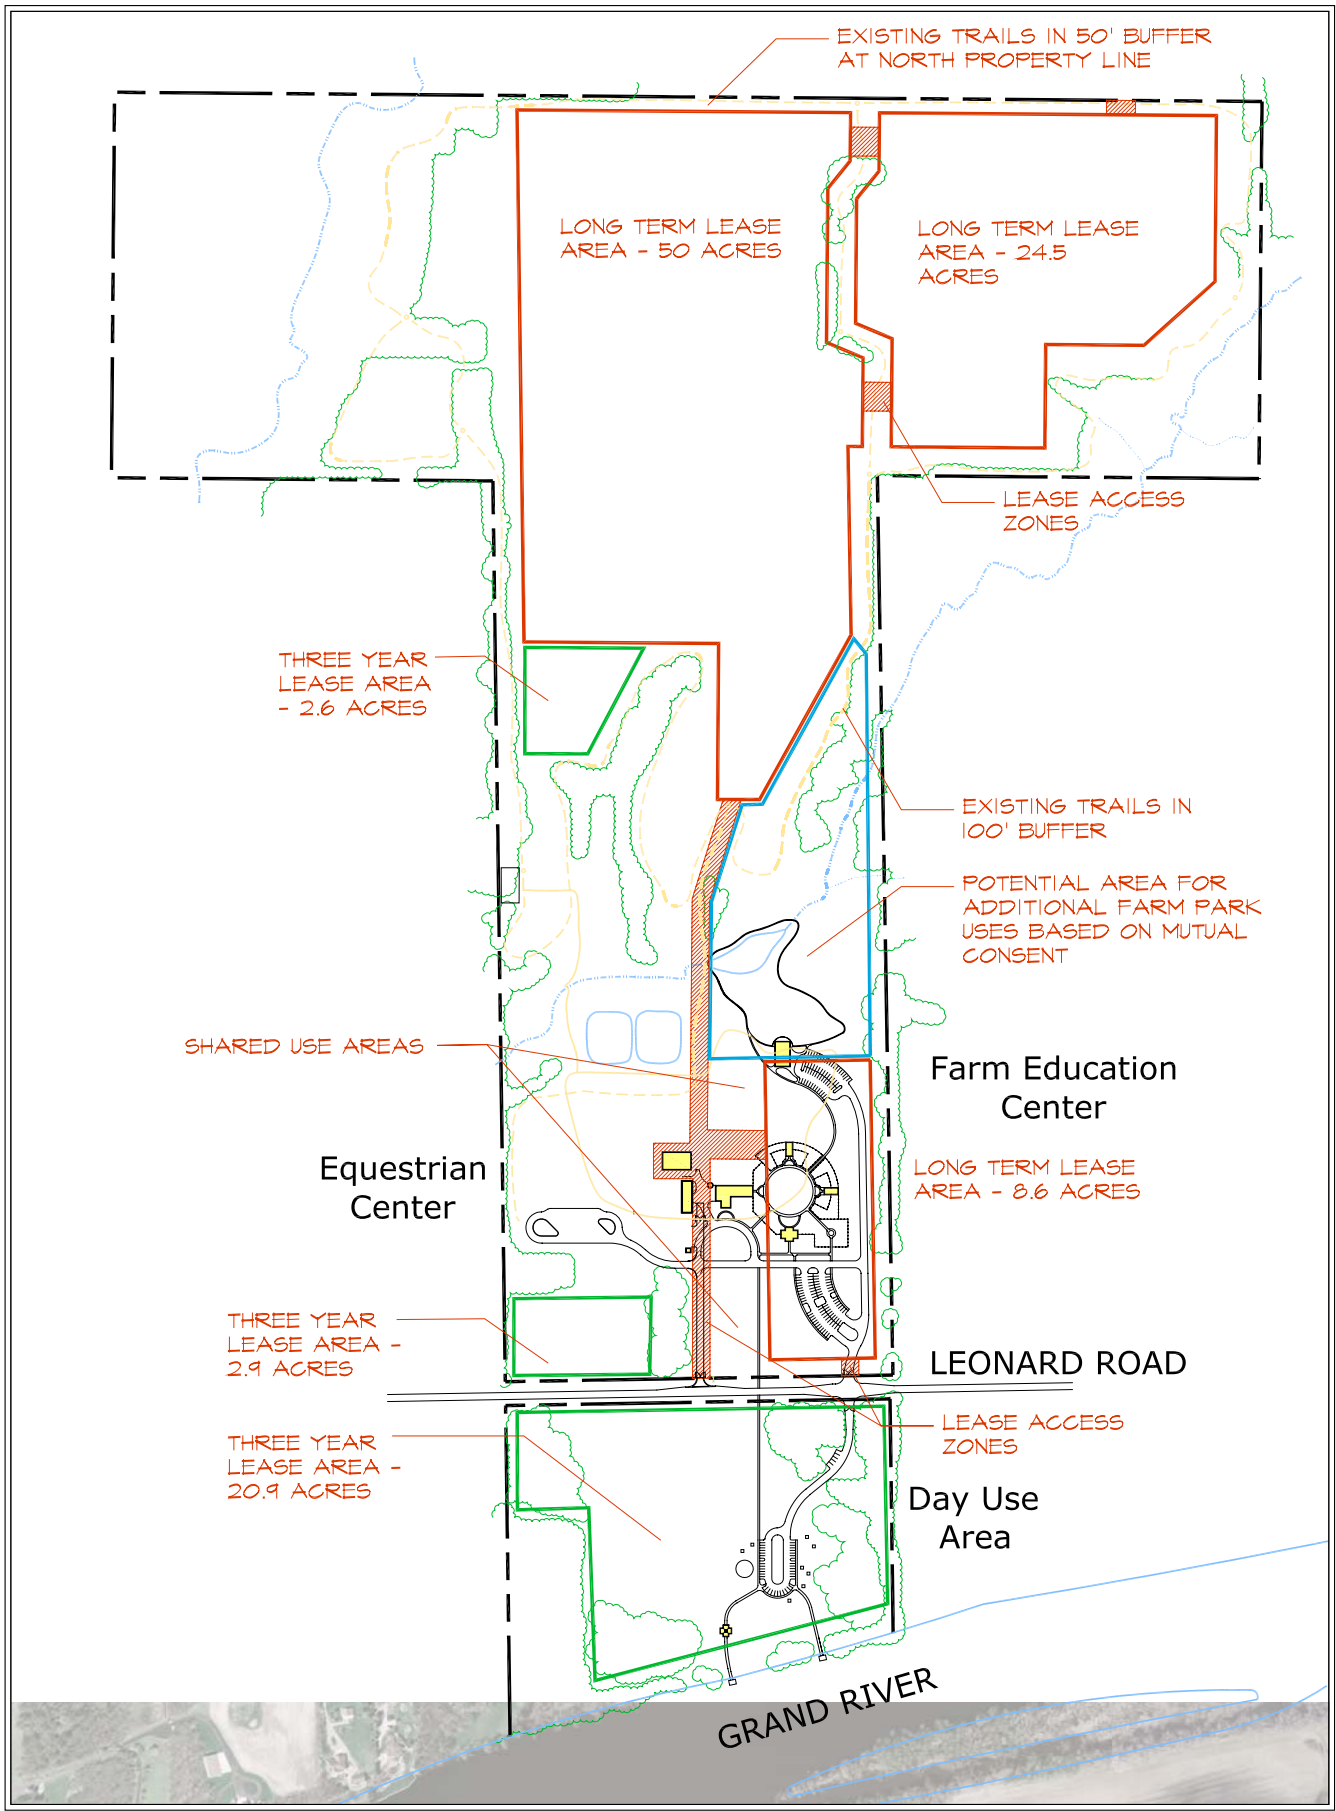 EXISTING TRAILS IN 50' BUFFER
AT NORTH PROPERTY LINE
LONG TERM LEASE
AREA - 50 ACRES
LONG TERM LEASE
AREA - 24.5
ACRES
LEASE ACCESS
ZONES
THREE YEAR
LEASE AREA
- 2.6 ACRES
EXISTING TRAILS IN
100' BUFFER
POTENTIAL AREA FOR
ADDITIONAL FARM PARK
USES BASED ON MUTUAL
CONSENT
SHARED USE AREAS
Farm Education
Center
Equestrian
Center
LONG TERM LEASE
AREA - 8.6 ACRES
THREE YEAR
LEASE AREA -
2.9 ACRES
LEONARD ROAD
LEASE ACCESS
ZONES
THREE YEAR
LEASE AREA -
20.9 ACRES
Day Use
Area
GRAND RIVER